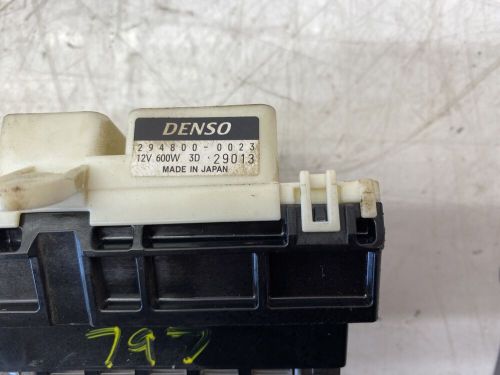 DENSO
294800-0023
12V 600W 3D 29013
MADE IN JAPAN